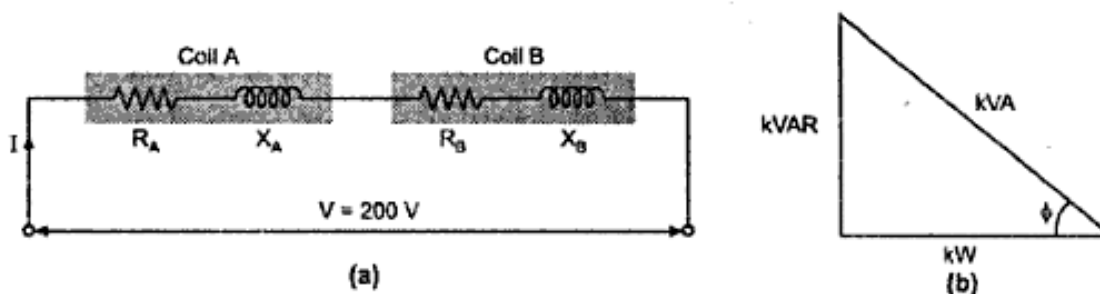 Coil A
Coil B
I
R_A
X_A
R_B
X_B
V = 200 V
(a)
kVAR
kVA
ϕ
kW
(b)